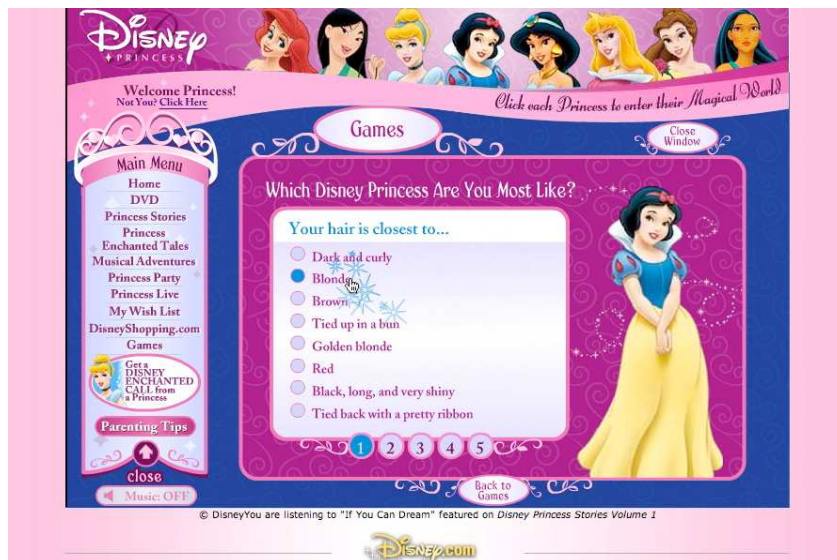 Disney
PRINCESS
Welcome Princess!
Not You? Click Here
Click each Princess to enter their Magical World
Games
Close
Window
Main Menu
Home
DVD
Princess Stories
Princess
Enchanted Tales
Musical Adventures
Princess Party
Princess Live
My Wish List
DisneyShopping.com
Games
Get a
DISNEY
ENCHANTED
CALL from
a Princess
Parenting Tips
close
Music: OFF
Which Disney Princess Are You Most Like?
Your hair is closest to...
Dark and curly
Blonde
Brown
Tied up in a bun
Golden blonde
Red
Black, long, and very shiny
Tied back with a pretty ribbon
1 2 3 4 5
Back to
Games
© DisneyYou are listening to "If You Can Dream" featured on Disney Princess Stories Volume 1
Disney.com